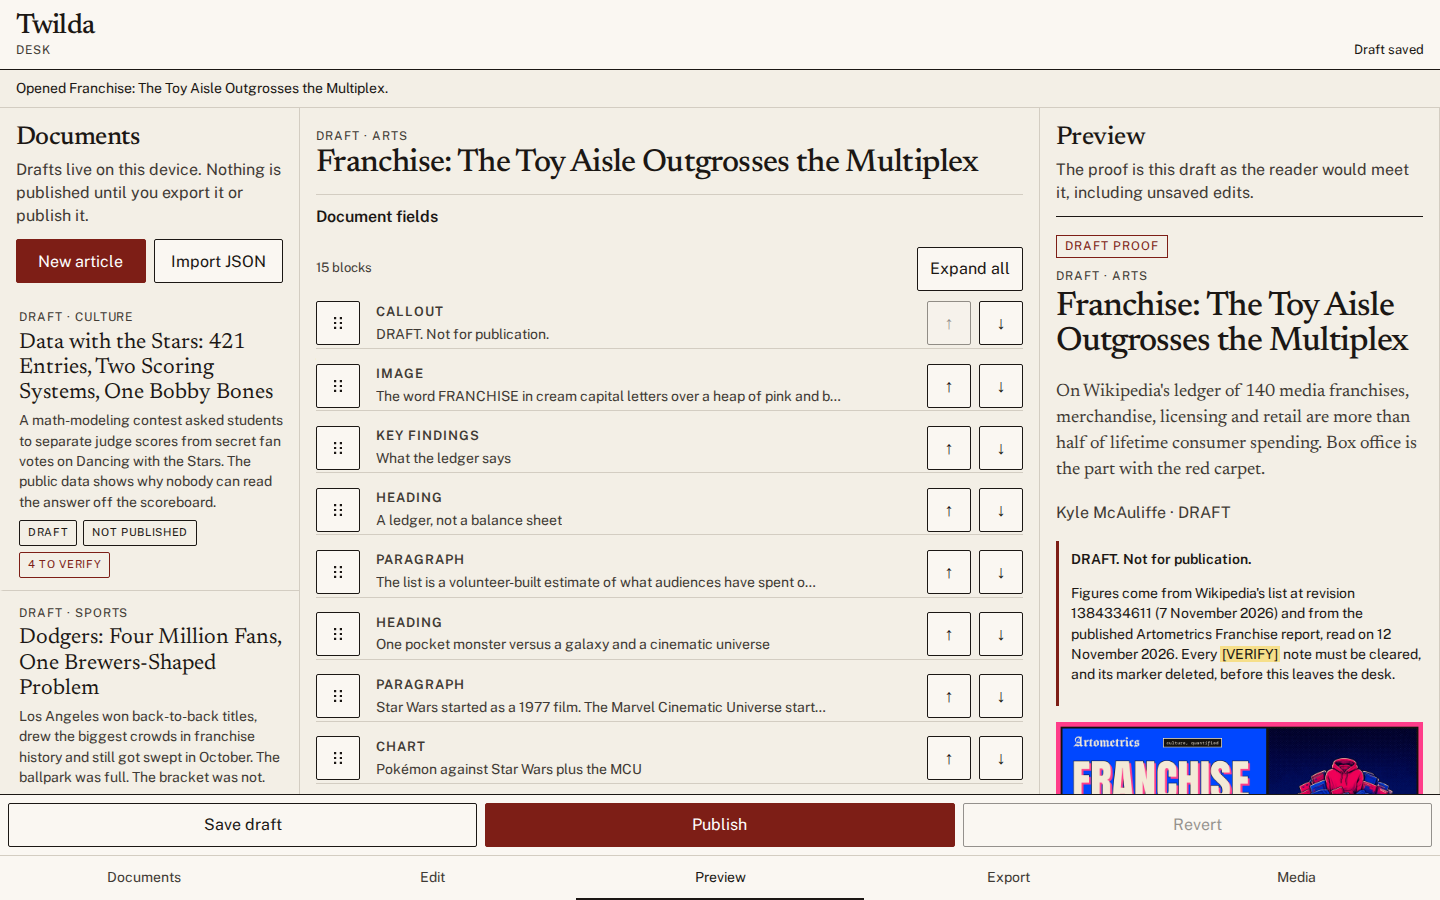 Twilda
DESK
Draft saved
Opened Franchise: The Toy Aisle Outgrosses the Multiplex.
Documents
Drafts live on this device. Nothing is
published until you export it or
publish it.
New article
Import JSON
DRAFT · CULTURE
Data with the Stars: 421
Entries, Two Scoring
Systems, One Bobby Bones
A math-modeling contest asked students
to separate judge scores from secret fan
votes on Dancing with the Stars. The
public data shows why nobody can read
the answer off the scoreboard.
DRAFT
NOT PUBLISHED
4 TO VERIFY
DRAFT · SPORTS
Dodgers: Four Million Fans,
One Brewers-Shaped
Problem
Los Angeles won back-to-back titles,
drew the biggest crowds in franchise
history and still got swept in October. The
ballpark was full. The bracket was not.
DRAFT · ARTS
Franchise: The Toy Aisle Outgrosses the Multiplex
Document fields
15 blocks
Expand all
CALLOUT
DRAFT. Not for publication.
↑ ↓
IMAGE
The word FRANCHISE in cream capital letters over a heap of pink and b...
↑ ↓
KEY FINDINGS
What the ledger says
↑ ↓
HEADING
A ledger, not a balance sheet
↑ ↓
PARAGRAPH
The list is a volunteer-built estimate of what audiences have spent o...
↑ ↓
HEADING
One pocket monster versus a galaxy and a cinematic universe
↑ ↓
PARAGRAPH
Star Wars started as a 1977 film. The Marvel Cinematic Universe start...
↑ ↓
CHART
Pokémon against Star Wars plus the MCU
↑ ↓
Preview
The proof is this draft as the reader would meet
it, including unsaved edits.
DRAFT PROOF
DRAFT · ARTS
Franchise: The Toy Aisle
Outgrosses the Multiplex
On Wikipedia's ledger of 140 media franchises,
merchandise, licensing and retail are more than
half of lifetime consumer spending. Box office is
the part with the red carpet.
Kyle McAuliffe · DRAFT
DRAFT. Not for publication.
Figures come from Wikipedia's list at revision
1384334611 (7 November 2026) and from the
published Artometrics Franchise report, read on 12
November 2026. Every [VERIFY] note must be cleared,
and its marker deleted, before this leaves the desk.
Artometrics
culture, quantified
FRANCHISE
Save draft
Publish
Revert
Documents
Edit
Preview
Export
Media